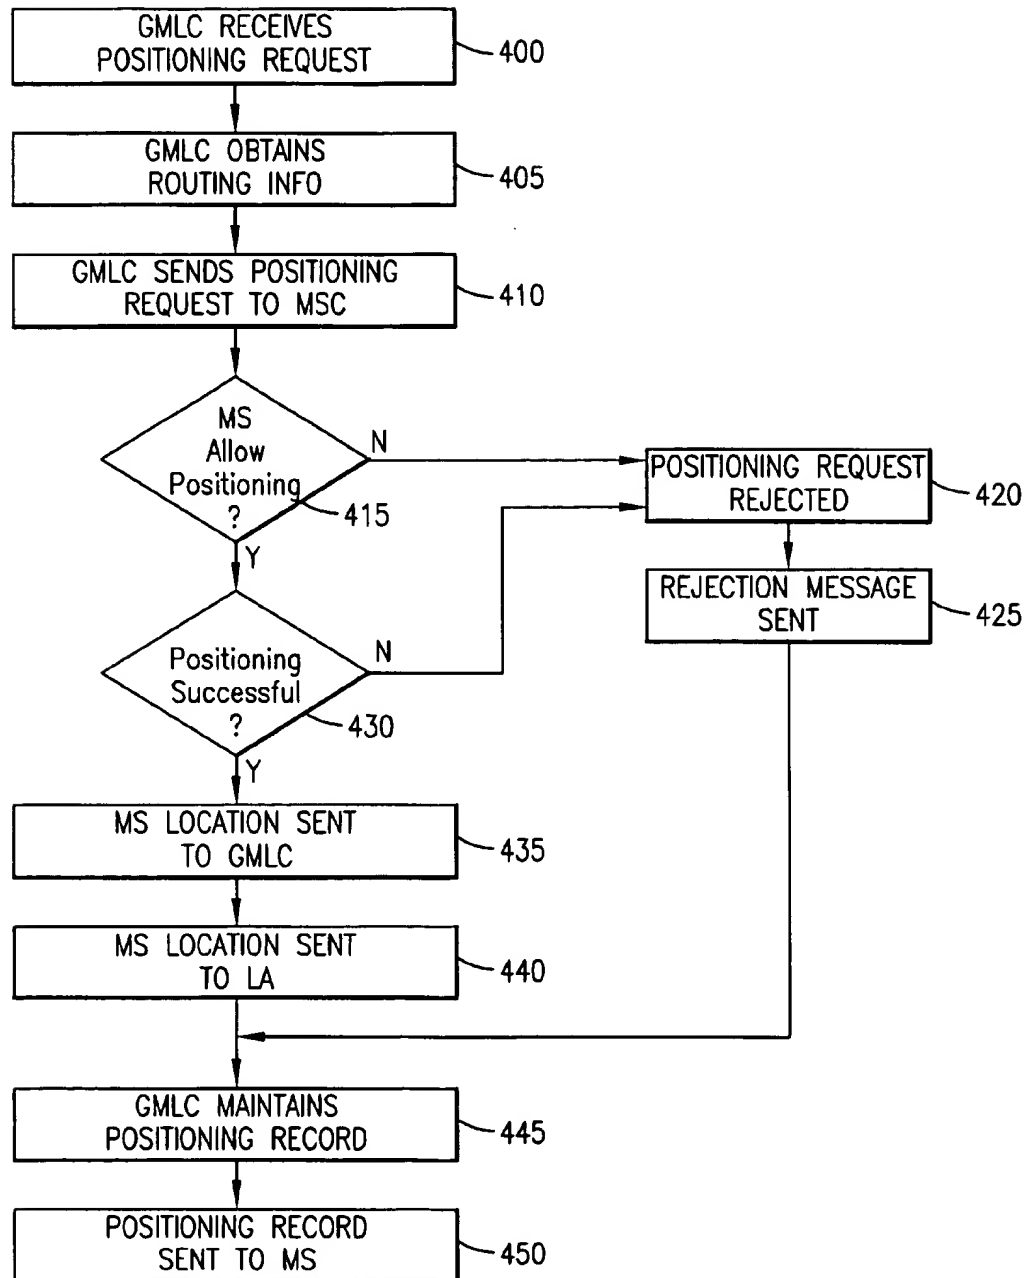 GMLC RECEIVES
POSITIONING REQUEST
400
GMLC OBTAINS
ROUTING INFO
405
GMLC SENDS POSITIONING
REQUEST TO MSC
410
MS
Allow
Positioning
?
415
N
Y
POSITIONING REQUEST
REJECTED
420
REJECTION MESSAGE
SENT
425
Positioning
Successful
?
430
N
Y
MS LOCATION SENT
TO GMLC
435
MS LOCATION SENT
TO LA
440
GMLC MAINTAINS
POSITIONING RECORD
445
POSITIONING RECORD
SENT TO MS
450